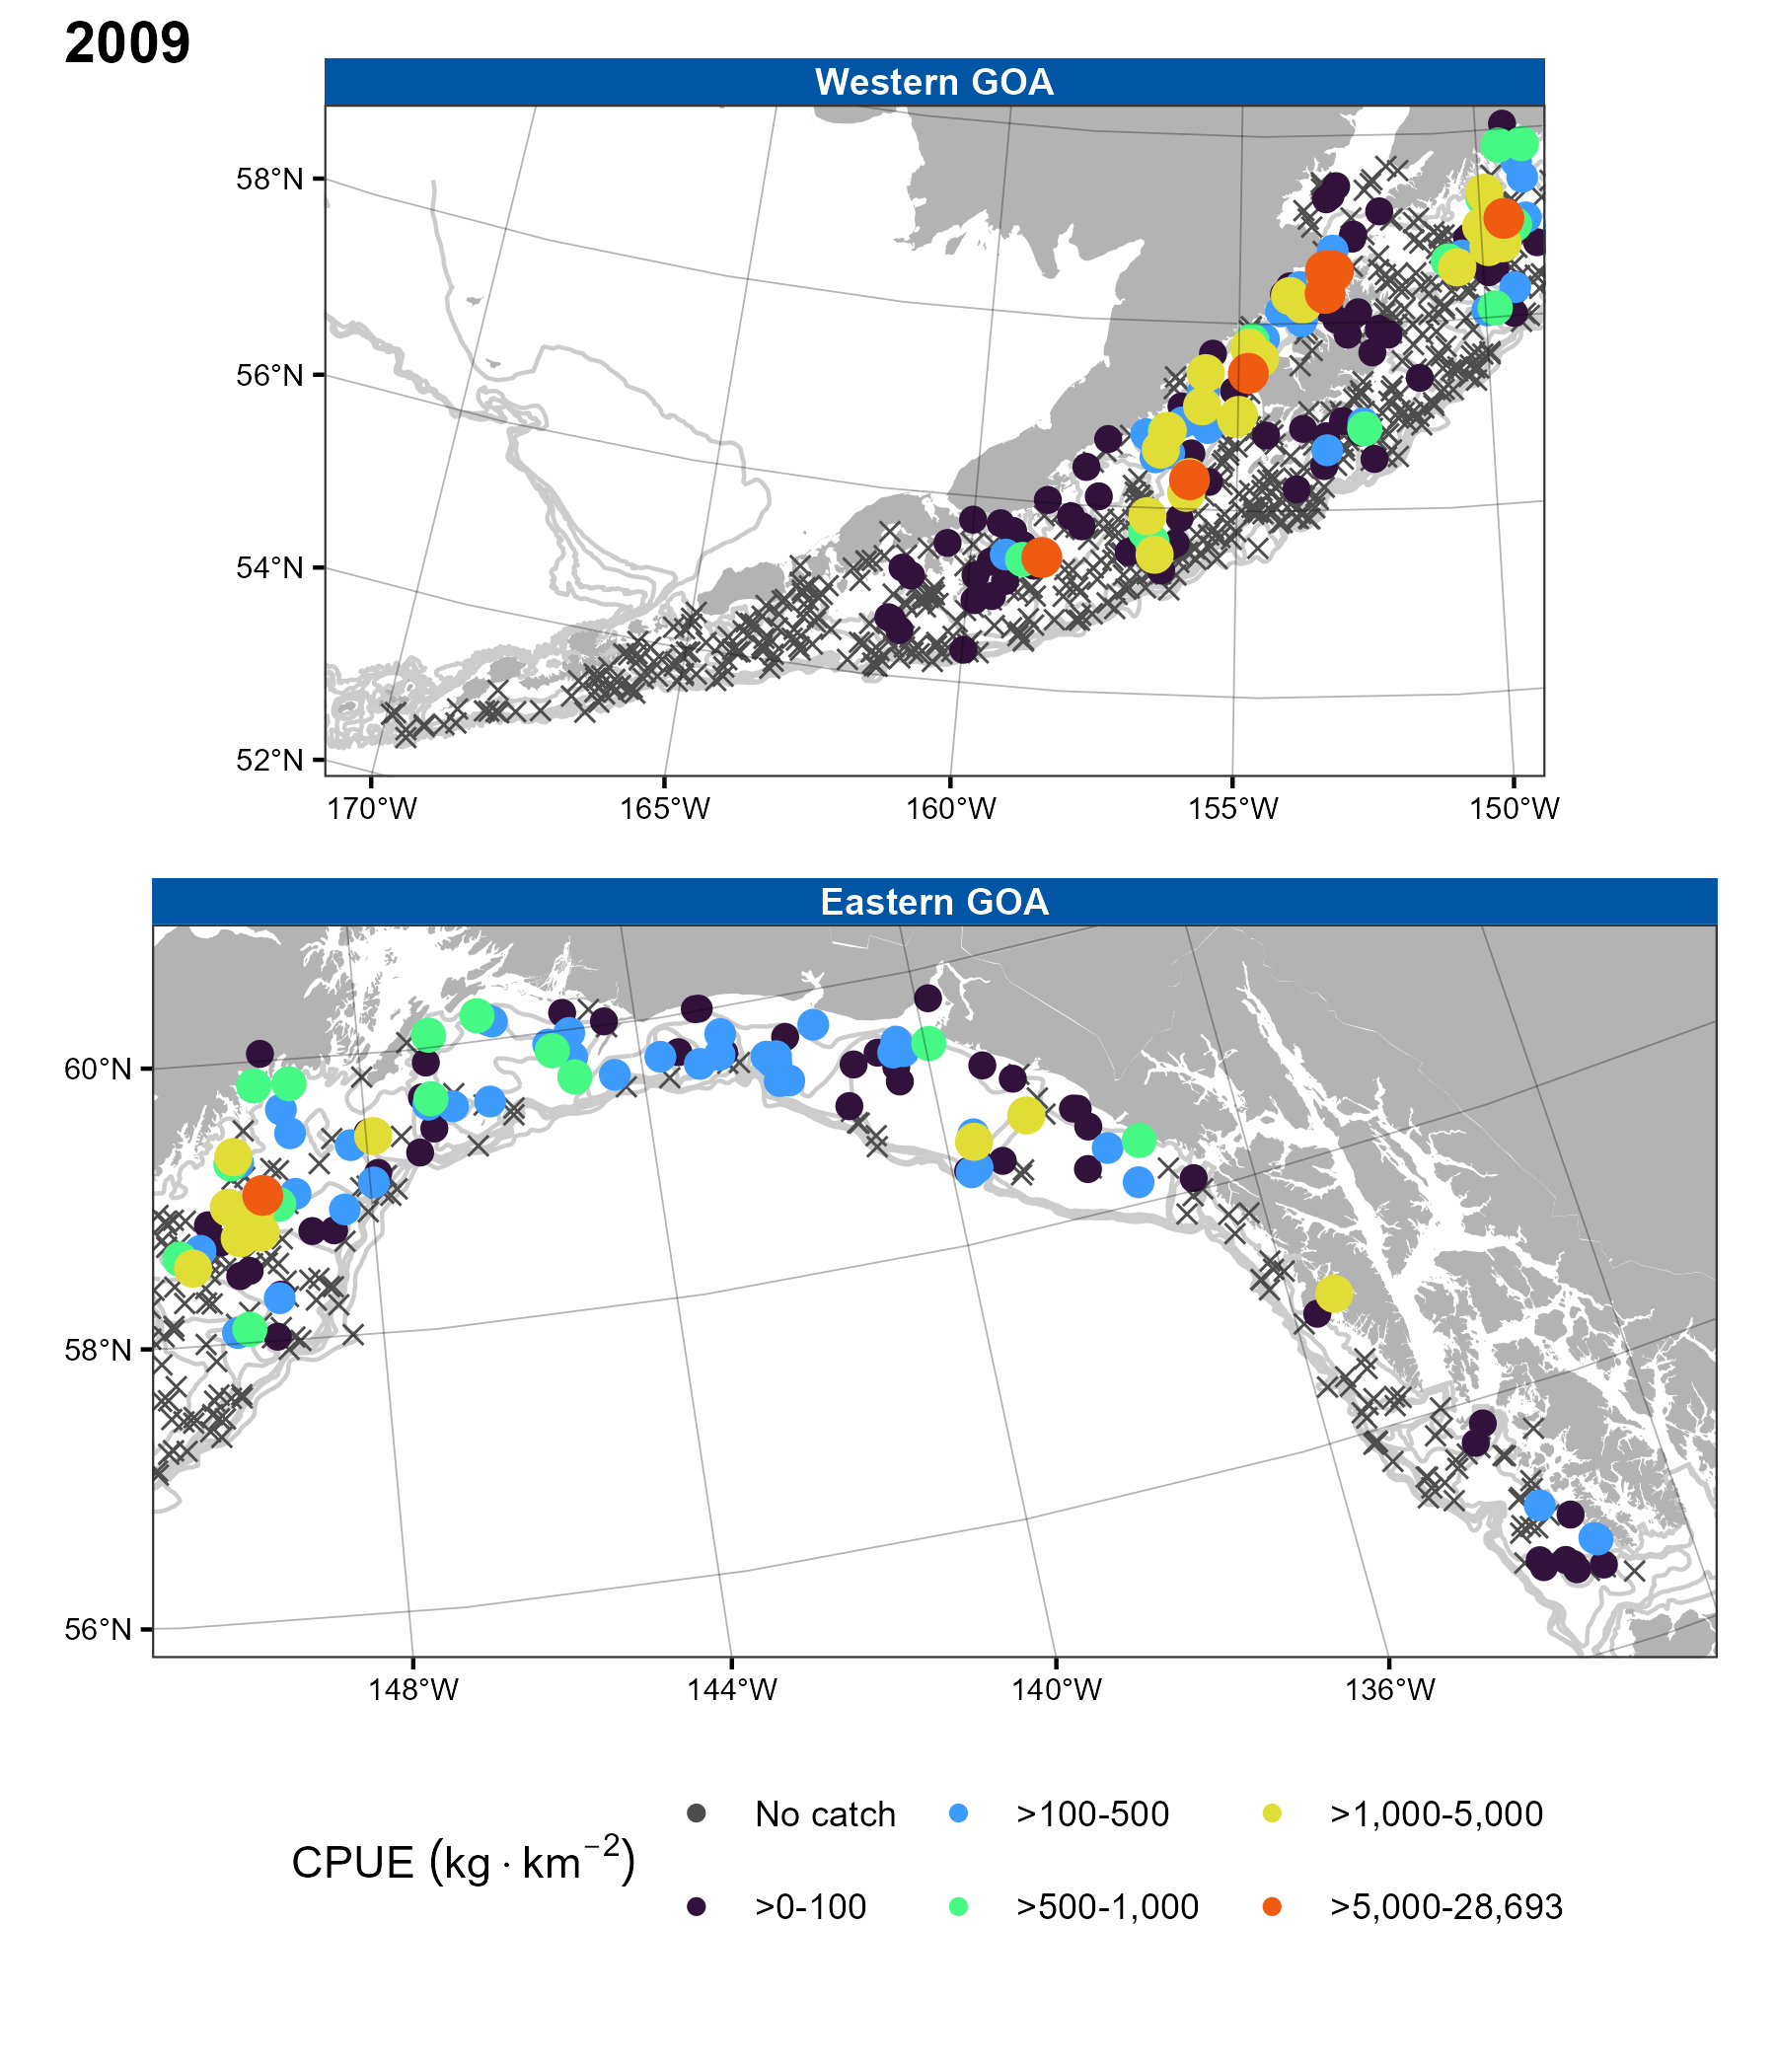 2009
Western GOA
58°N
56°N
54°N
52°N
170°W 165°W 160°W 155°W 150°W
Eastern GOA
60°N
58°N
56°N
148°W 144°W 140°W 136°W
CPUE (kg · km⁻²)
No catch >100-500 >1,000-5,000
>0-100 >500-1,000 >5,000-28,693